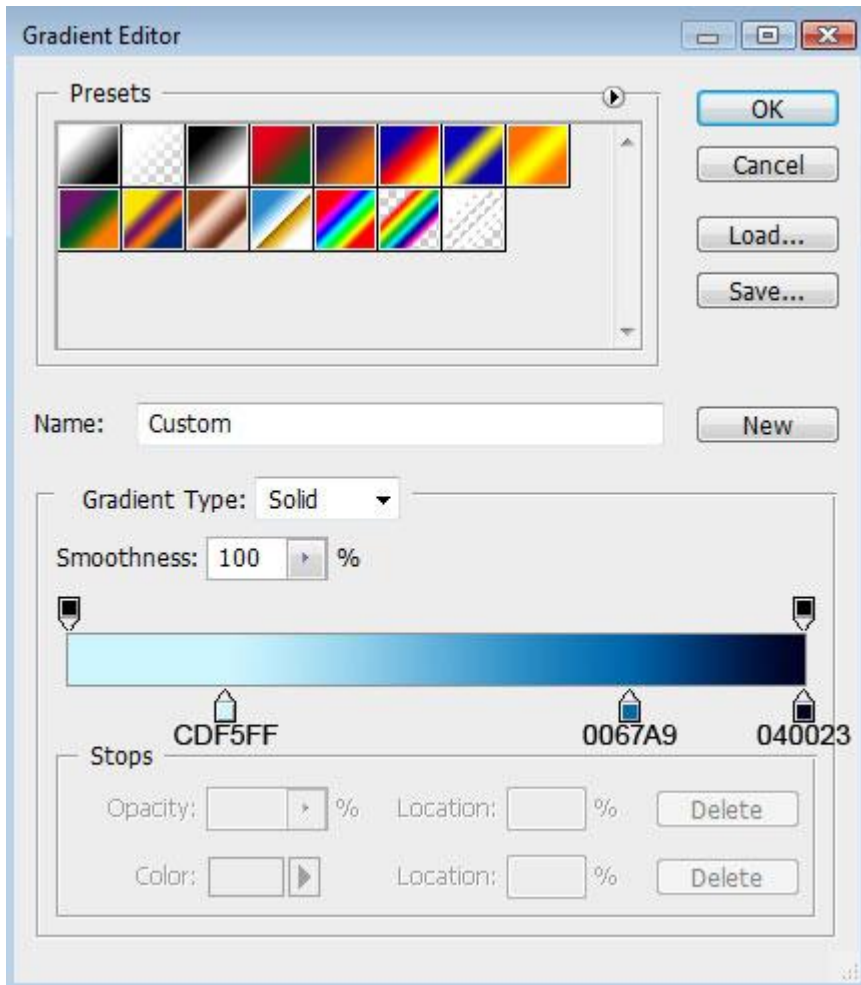 Gradient Editor
Presets
OK
Cancel
Load...
Save...
Name: Custom
New
Gradient Type: Solid
Smoothness: 100 %
CDF5FF 0067A9 040023
Stops
Opacity: % Location: % Delete
Color: Location: % Delete